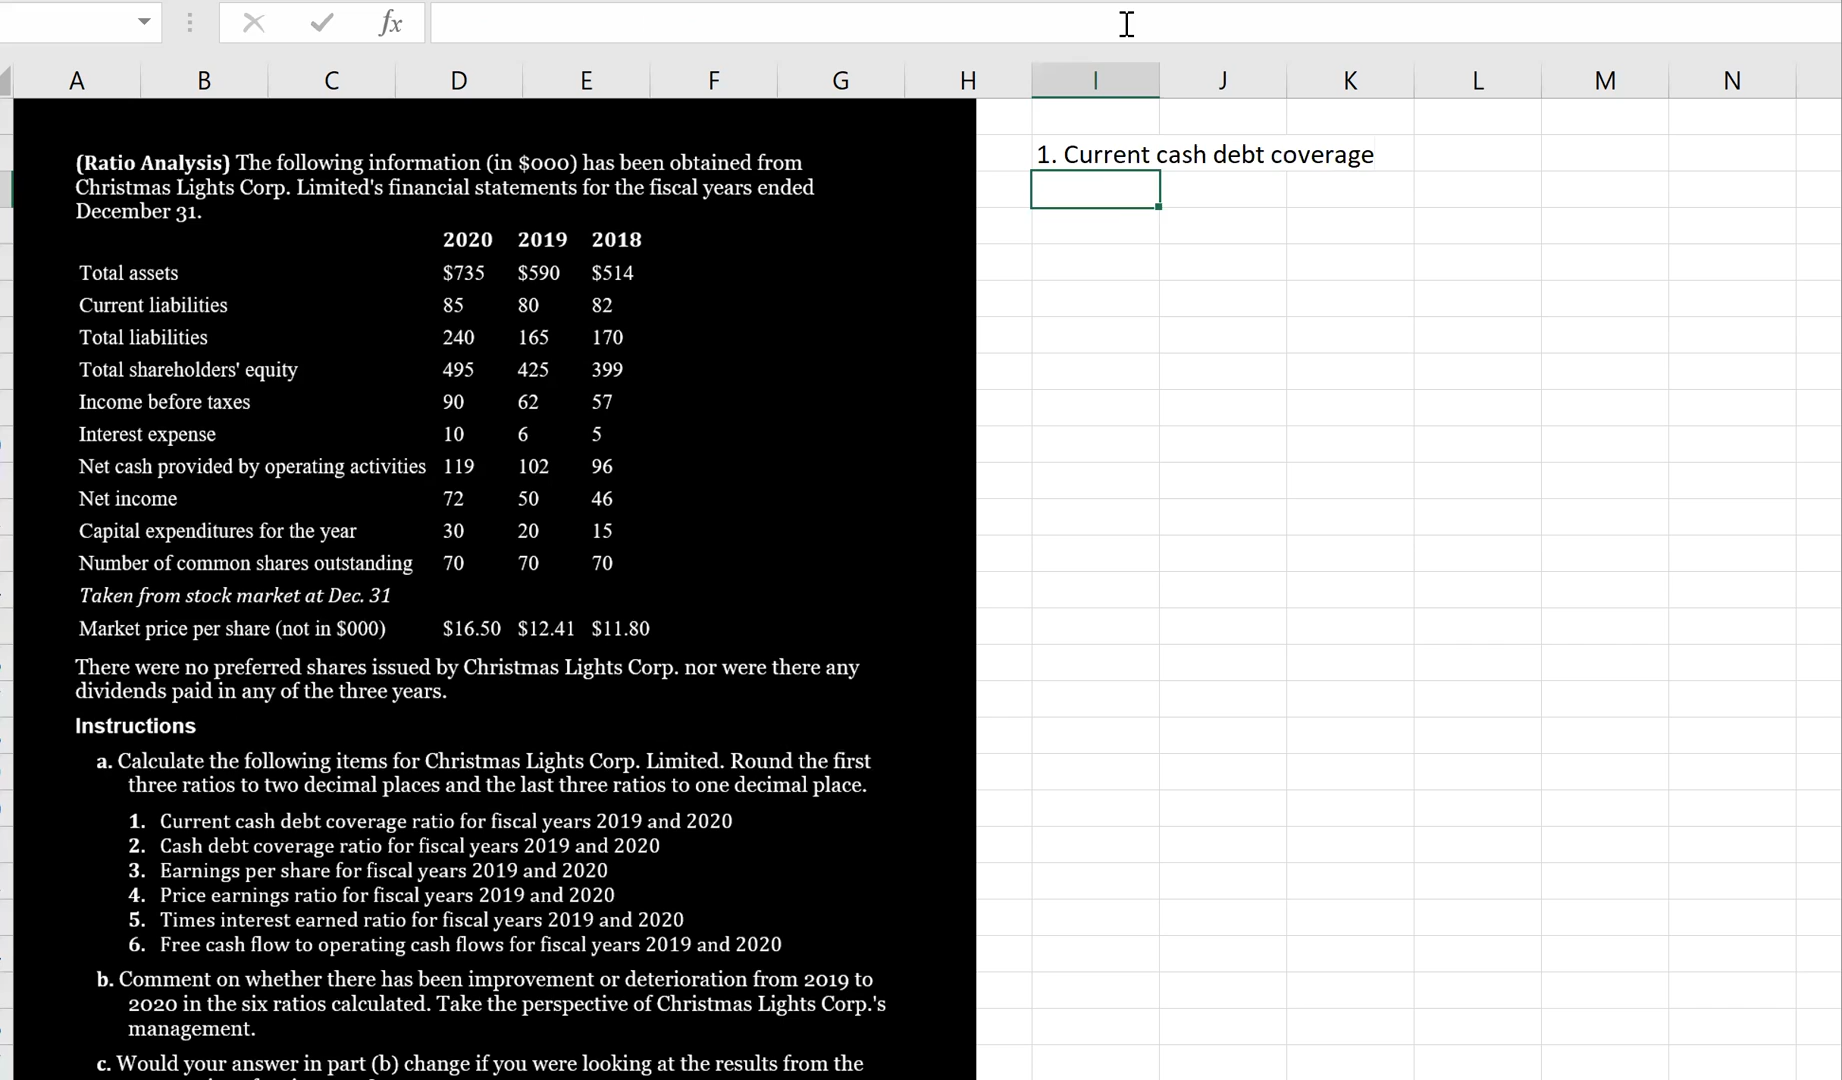 fx
A B C D E F G H I J K L M N
(Ratio Analysis) The following information (in $000) has been obtained from
Christmas Lights Corp. Limited's financial statements for the fiscal years ended
December 31.
2020 2019 2018
Total assets $735 $590 $514
Current liabilities 85 80 82
Total liabilities 240 165 170
Total shareholders' equity 495 425 399
Income before taxes 90 62 57
Interest expense 10 6 5
Net cash provided by operating activities 119 102 96
Net income 72 50 46
Capital expenditures for the year 30 20 15
Number of common shares outstanding 70 70 70
Taken from stock market at Dec. 31
Market price per share (not in $000) $16.50 $12.41 $11.80
There were no preferred shares issued by Christmas Lights Corp. nor were there any
dividends paid in any of the three years.
Instructions
a. Calculate the following items for Christmas Lights Corp. Limited. Round the first
three ratios to two decimal places and the last three ratios to one decimal place.
1. Current cash debt coverage ratio for fiscal years 2019 and 2020
2. Cash debt coverage ratio for fiscal years 2019 and 2020
3. Earnings per share for fiscal years 2019 and 2020
4. Price earnings ratio for fiscal years 2019 and 2020
5. Times interest earned ratio for fiscal years 2019 and 2020
6. Free cash flow to operating cash flows for fiscal years 2019 and 2020
b. Comment on whether there has been improvement or deterioration from 2019 to
2020 in the six ratios calculated. Take the perspective of Christmas Lights Corp.'s
management.
c. Would your answer in part (b) change if you were looking at the results from the
1. Current cash debt coverage